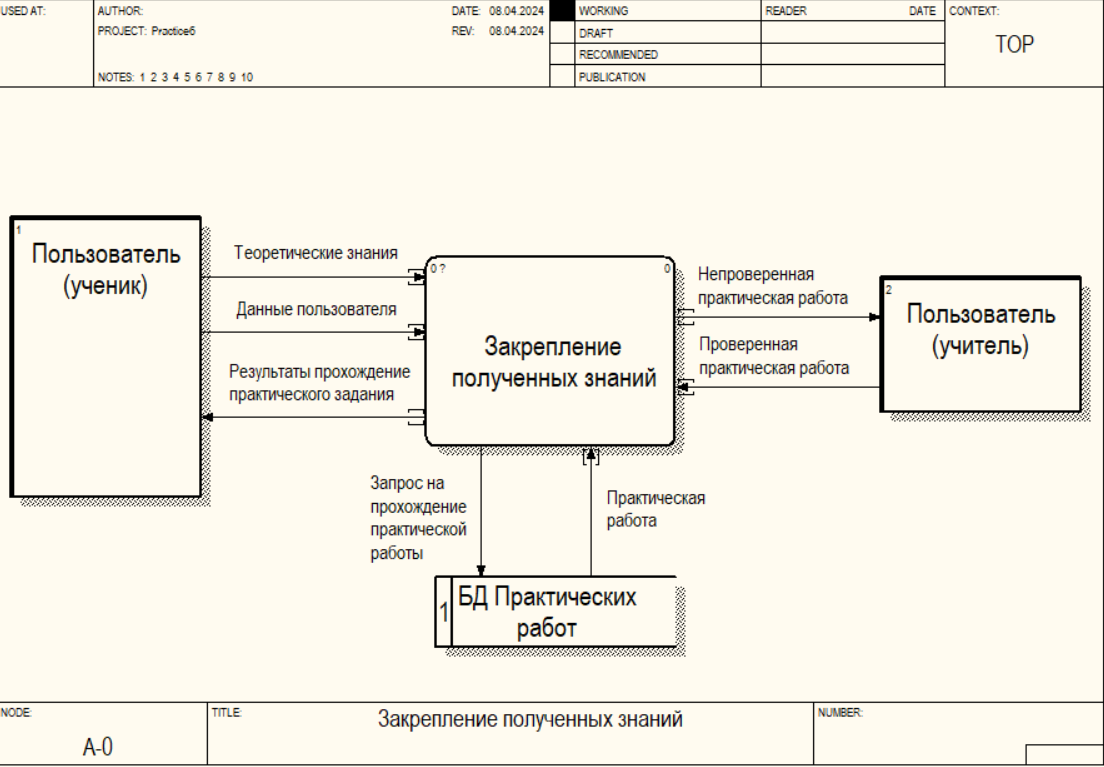 USED AT:
AUTHOR:
PROJECT: Practice6
NOTES: 1 2 3 4 5 6 7 8 9 10
DATE: 08.04.2024
REV: 08.04.2024
WORKING
DRAFT
RECOMMENDED
PUBLICATION
READER
DATE
CONTEXT:
TOP
1
Пользователь
(ученик)
Теоретические знания
Данные пользователя
Результаты прохождение
практического задания
0 ?
0
Закрепление
полученных знаний
Непроверенная
практическая работа
Проверенная
практическая работа
2
Пользователь
(учитель)
Запрос на
прохождение
практической
работы
Практическая
работа
1
БД Практических
работ
NODE:
A-0
TITLE:
Закрепление полученных знаний
NUMBER: